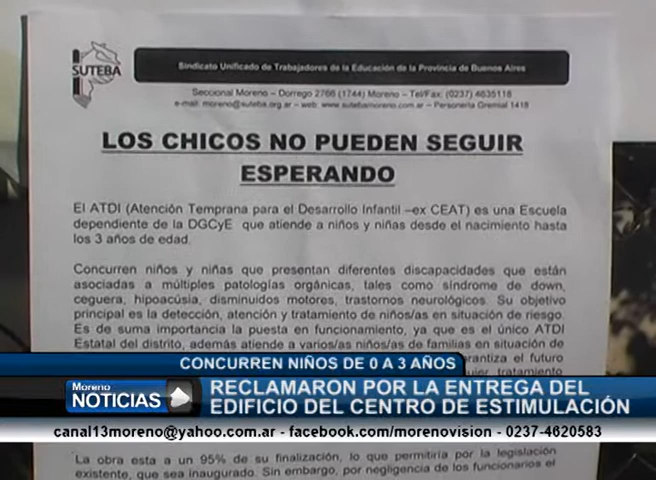 SUTEBA
Sindicato Unificado de Trabajadores de la Educación de la Provincia de Buenos Aires
Seccional Moreno – Dorrego 2766 (1744) Moreno – Tel/Fax: (0237) 4635118
e-mail: moreno@suteba.org.ar – web: www.sutebamoreno.com.ar – Personería Gremial 1418
LOS CHICOS NO PUEDEN SEGUIR
ESPERANDO
El ATDI (Atención Temprana para el Desarrollo Infantil –ex CEAT) es una Escuela
dependiente de la DGCyE que atiende a niños y niñas desde el nacimiento hasta
los 3 años de edad.
Concurren niños y niñas que presentan diferentes discapacidades que están
asociadas a múltiples patologías orgánicas, tales como síndrome de down,
ceguera, hipoacúsia, disminuidos motores, trastornos neurológicos. Su objetivo
principal es la detección, atención y tratamiento de niños/as en situación de riesgo.
Es de suma importancia la puesta en funcionamiento, ya que es el único ATDI
Estatal del distrito, además atiende a varios/as niños/as de familias en situación de
garantiza el futuro
tratamiento
CONCURREN NIÑOS DE 0 A 3 AÑOS
Moreno
NOTICIAS
RECLAMARON POR LA ENTREGA DEL
EDIFICIO DEL CENTRO DE ESTIMULACIÓN
canal13moreno@yahoo.com.ar - facebook.com/morenovision - 0237-4620583
La obra esta a un 95% de su finalización, lo que permitiría por la legislación
existente, que sea inaugurado. Sin embargo, por negligencia de los funcionarios el